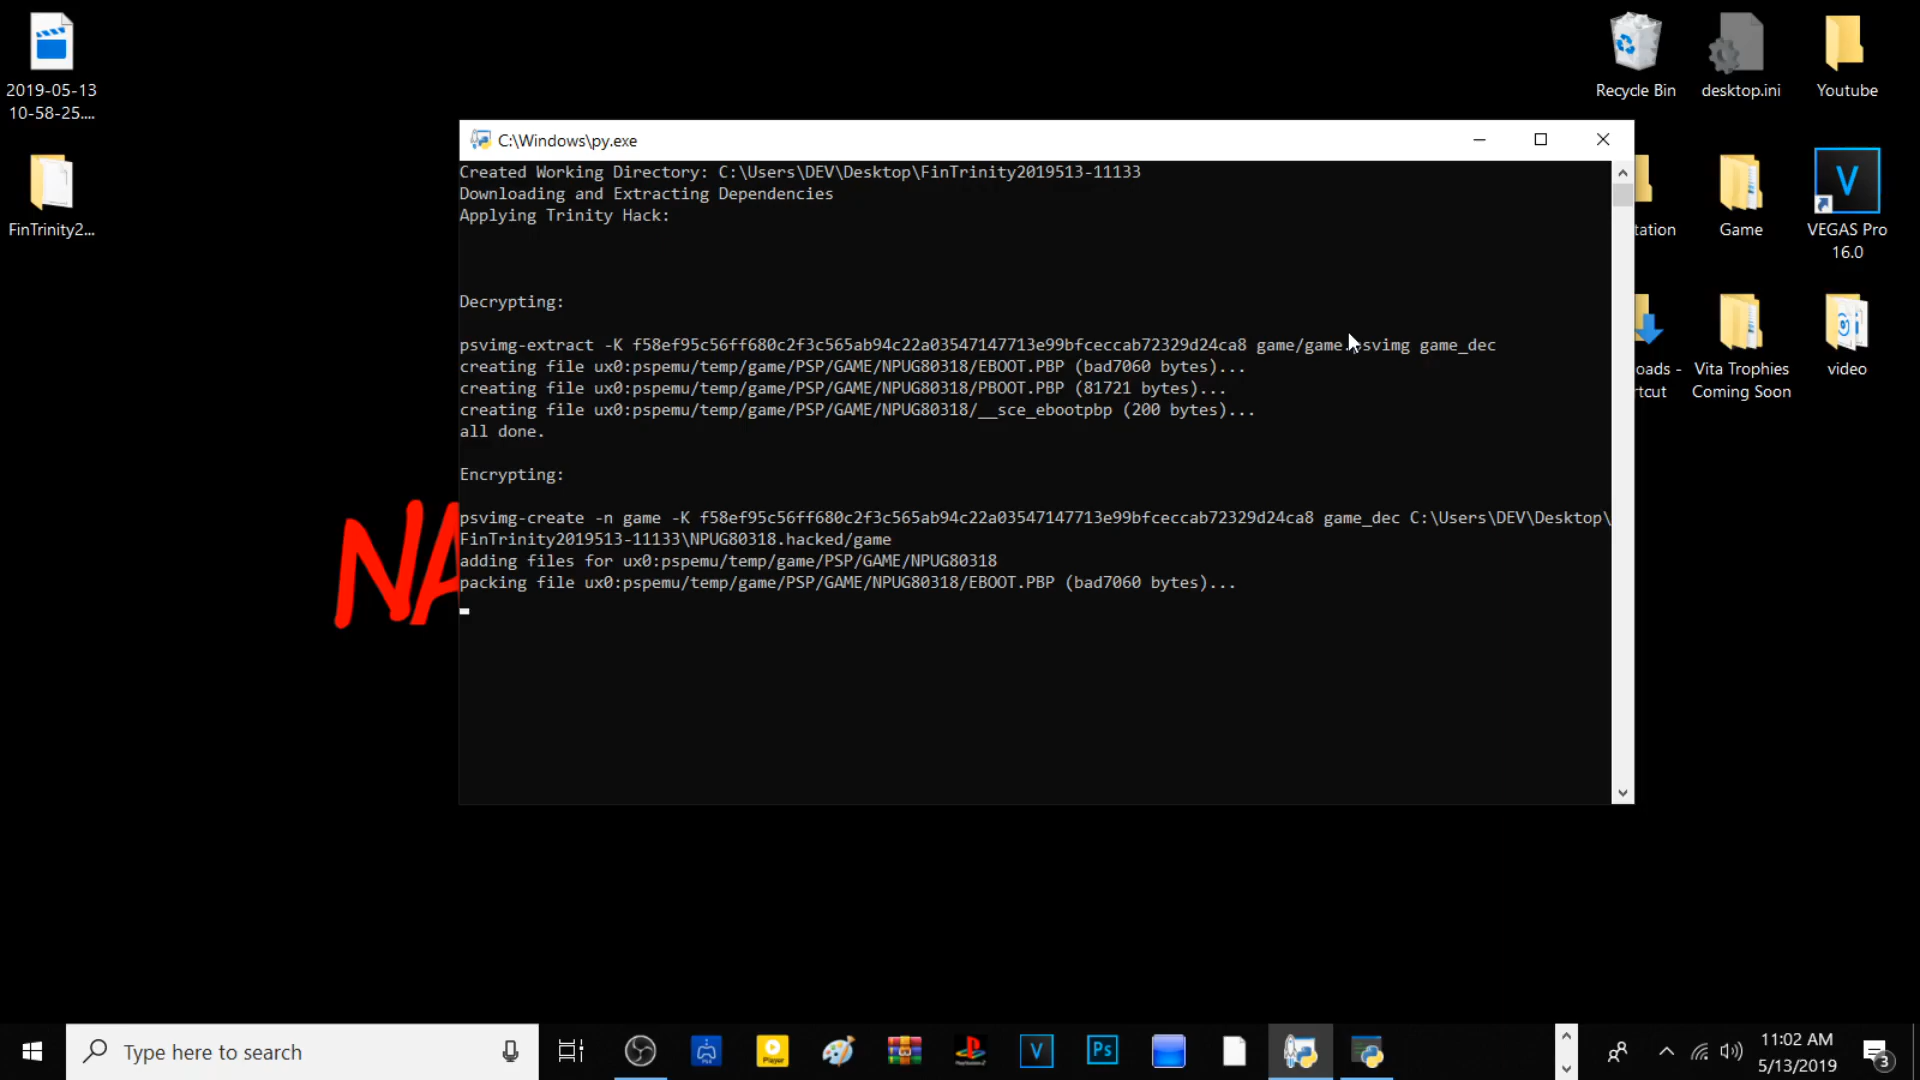 2019-05-13
10-58-25....
FinTrinity2...
Recycle Bin
desktop.ini
Youtube
tation
Game
VEGAS Pro
16.0
oads -
rtcut
Vita Trophies
Coming Soon
video
NA
C:\Windows\py.exe
Created Working Directory: C:\Users\DEV\Desktop\FinTrinity2019513-11133
Downloading and Extracting Dependencies
Applying Trinity Hack:
Decrypting:
psvimg-extract -K f58ef95c56ff680c2f3c565ab94c22a03547147713e99bfceccab72329d24ca8 game/game.psvimg game_dec
creating file ux0:pspemu/temp/game/PSP/GAME/NPUG80318/EBOOT.PBP (bad7060 bytes)...
creating file ux0:pspemu/temp/game/PSP/GAME/NPUG80318/PBOOT.PBP (81721 bytes)...
creating file ux0:pspemu/temp/game/PSP/GAME/NPUG80318/__sce_ebootpbp (200 bytes)...
all done.
Encrypting:
psvimg-create -n game -K f58ef95c56ff680c2f3c565ab94c22a03547147713e99bfceccab72329d24ca8 game_dec C:\Users\DEV\Desktop\
FinTrinity2019513-11133\NPUG80318.hacked/game
adding files for ux0:pspemu/temp/game/PSP/GAME/NPUG80318
packing file ux0:pspemu/temp/game/PSP/GAME/NPUG80318/EBOOT.PBP (bad7060 bytes)...
Type here to search
Player
V
Ps
11:02 AM
5/13/2019
3